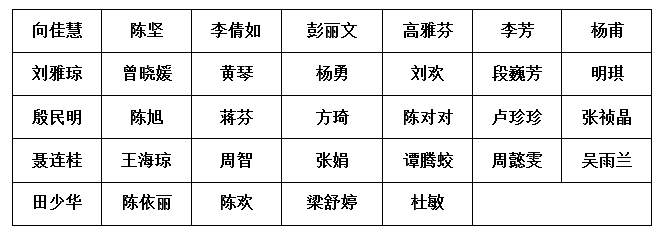 向佳慧 陈坚 李倩如 彭丽文 高雅芬 李芳 杨甫
刘雅琼 曾晓媛 黄琴 杨勇 刘欢 段巍芳 明琪
殷民明 陈旭 蒋芬 方琦 陈对对 卢珍珍 张祯晶
聂连桂 王海琼 周智 张娟 谭腾蛟 周懿雯 吴雨兰
田少华 陈依丽 陈欢 梁舒婷 杜敏